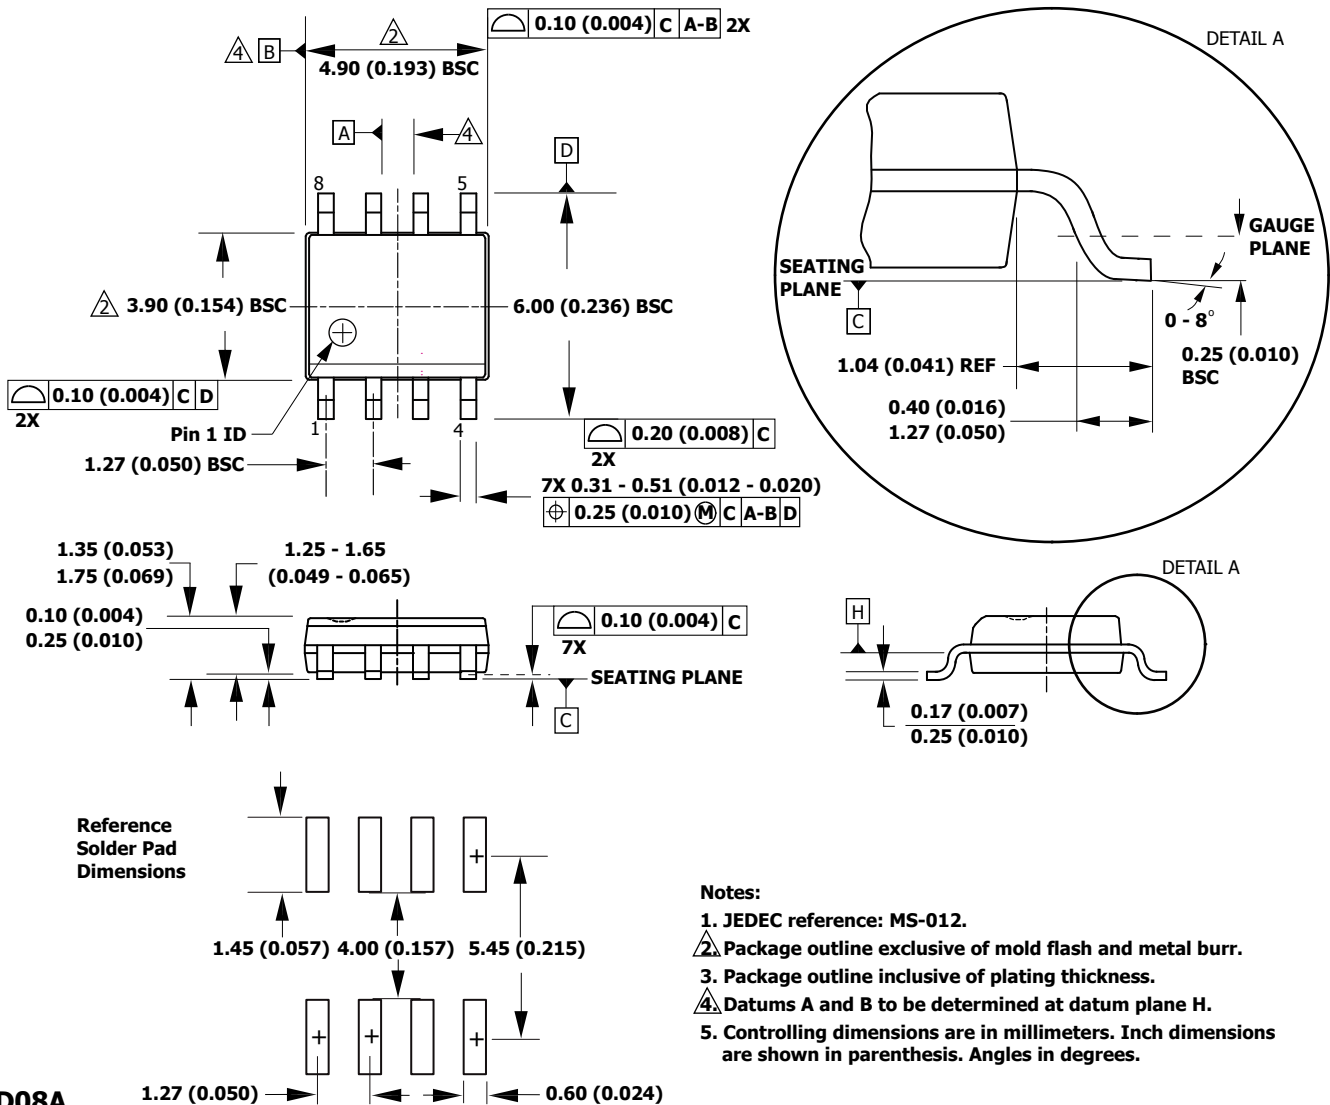 0.10 (0.004) C A-B 2X
DETAIL A
4 B
2
4.90 (0.193) BSC
A
4
D
8
5
GAUGE
PLANE
SEATING
PLANE
2 3.90 (0.154) BSC
6.00 (0.236) BSC
C
0 - 8°
0.25 (0.010)
BSC
1.04 (0.041) REF
0.10 (0.004) C D
2X
0.40 (0.016)
1.27 (0.050)
Pin 1 ID
1
4
0.20 (0.008) C
2X
1.27 (0.050) BSC
7X 0.31 - 0.51 (0.012 - 0.020)
0.25 (0.010) M C A-B D
1.35 (0.053)
1.75 (0.069)
1.25 - 1.65
(0.049 - 0.065)
0.10 (0.004)
0.25 (0.010)
0.10 (0.004) C
7X
SEATING PLANE
C
DETAIL A
H
0.17 (0.007)
0.25 (0.010)
Reference
Solder Pad
Dimensions
1.45 (0.057) 4.00 (0.157) 5.45 (0.215)
1.27 (0.050)
0.60 (0.024)
Notes:
1. JEDEC reference: MS-012.
2. Package outline exclusive of mold flash and metal burr.
3. Package outline inclusive of plating thickness.
4. Datums A and B to be determined at datum plane H.
5. Controlling dimensions are in millimeters. Inch dimensions
are shown in parenthesis. Angles in degrees.